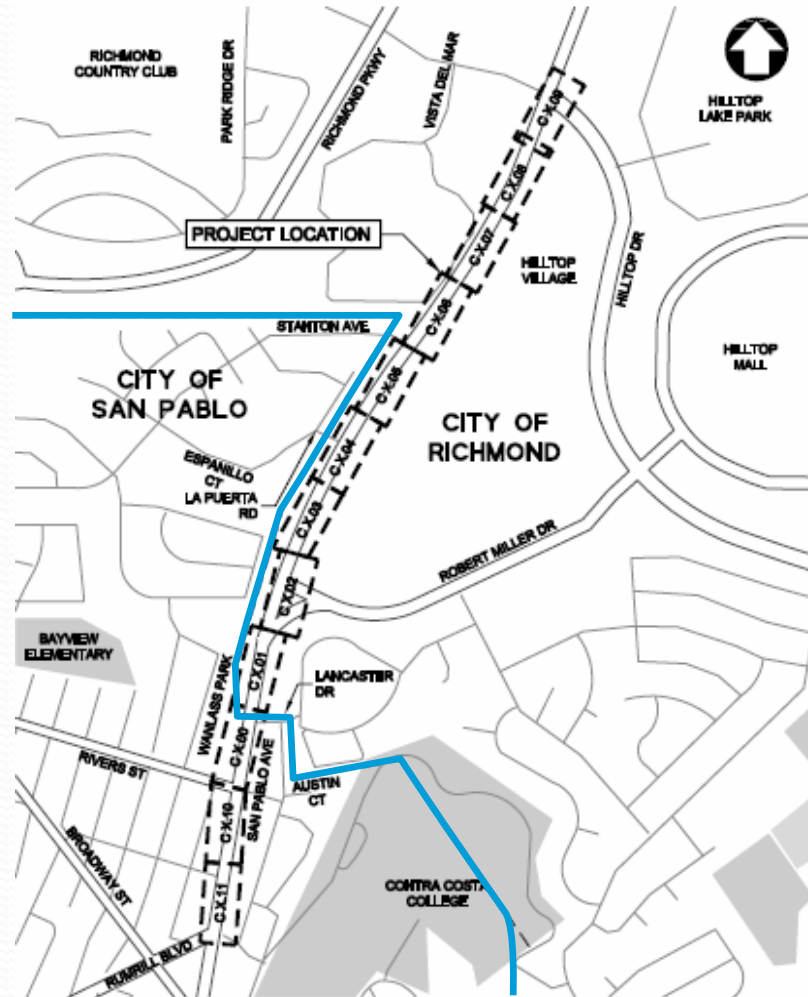 RICHMOND
COUNTRY CLUB
PARK RIDGE DR
RICHMOND PKWY
VISTA DEL MAR
HILLTOP
LAKE PARK
C X.09
C X.08
C X.07
PROJECT LOCATION
HILLTOP
VILLAGE
HILLTOP DR
C X.06
STANTON AVE
HILLTOP
MALL
C X.05
CITY OF
SAN PABLO
CITY OF
RICHMOND
C X.04
ESPANILLO
CT
LA PUERTA
RD
C X.03
ROBERT MILLER DR
C X.02
BAYVIEW
ELEMENTARY
WANLASS PARK
C X.01
LANCASTER
DR
C X.00
SAN PABLO AVE
RIVERS ST
AUSTIN
CT
C X.10
BROADWAY ST
C X.11
CONTRA COSTA
COLLEGE
RUMRILL BLVD